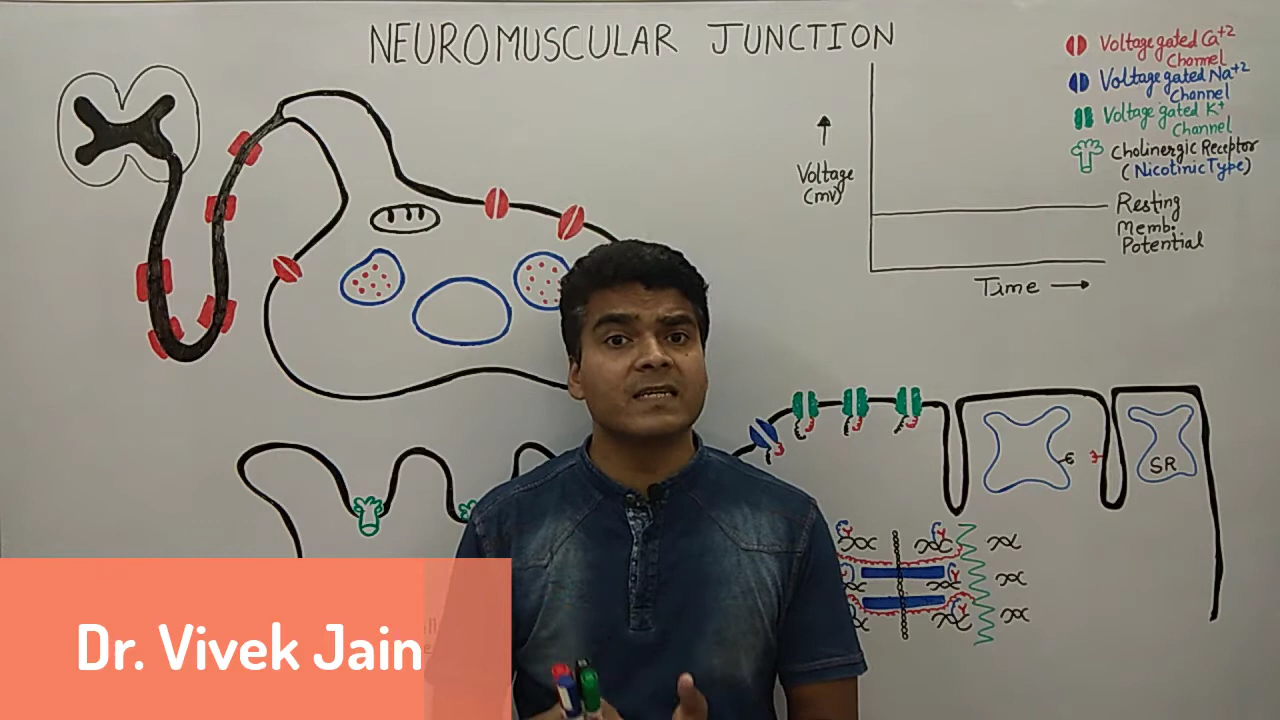 NEUROMUSCULAR JUNCTION
Voltage gated Ca+2
Channel
Voltage gated Na+2
Channel
Voltage gated K+
Channel
Cholinergic Receptor
(Nicotinic Type)
Voltage
(mv)
Resting
Memb.
Potential
Time
SR
Dr. Vivek Jain